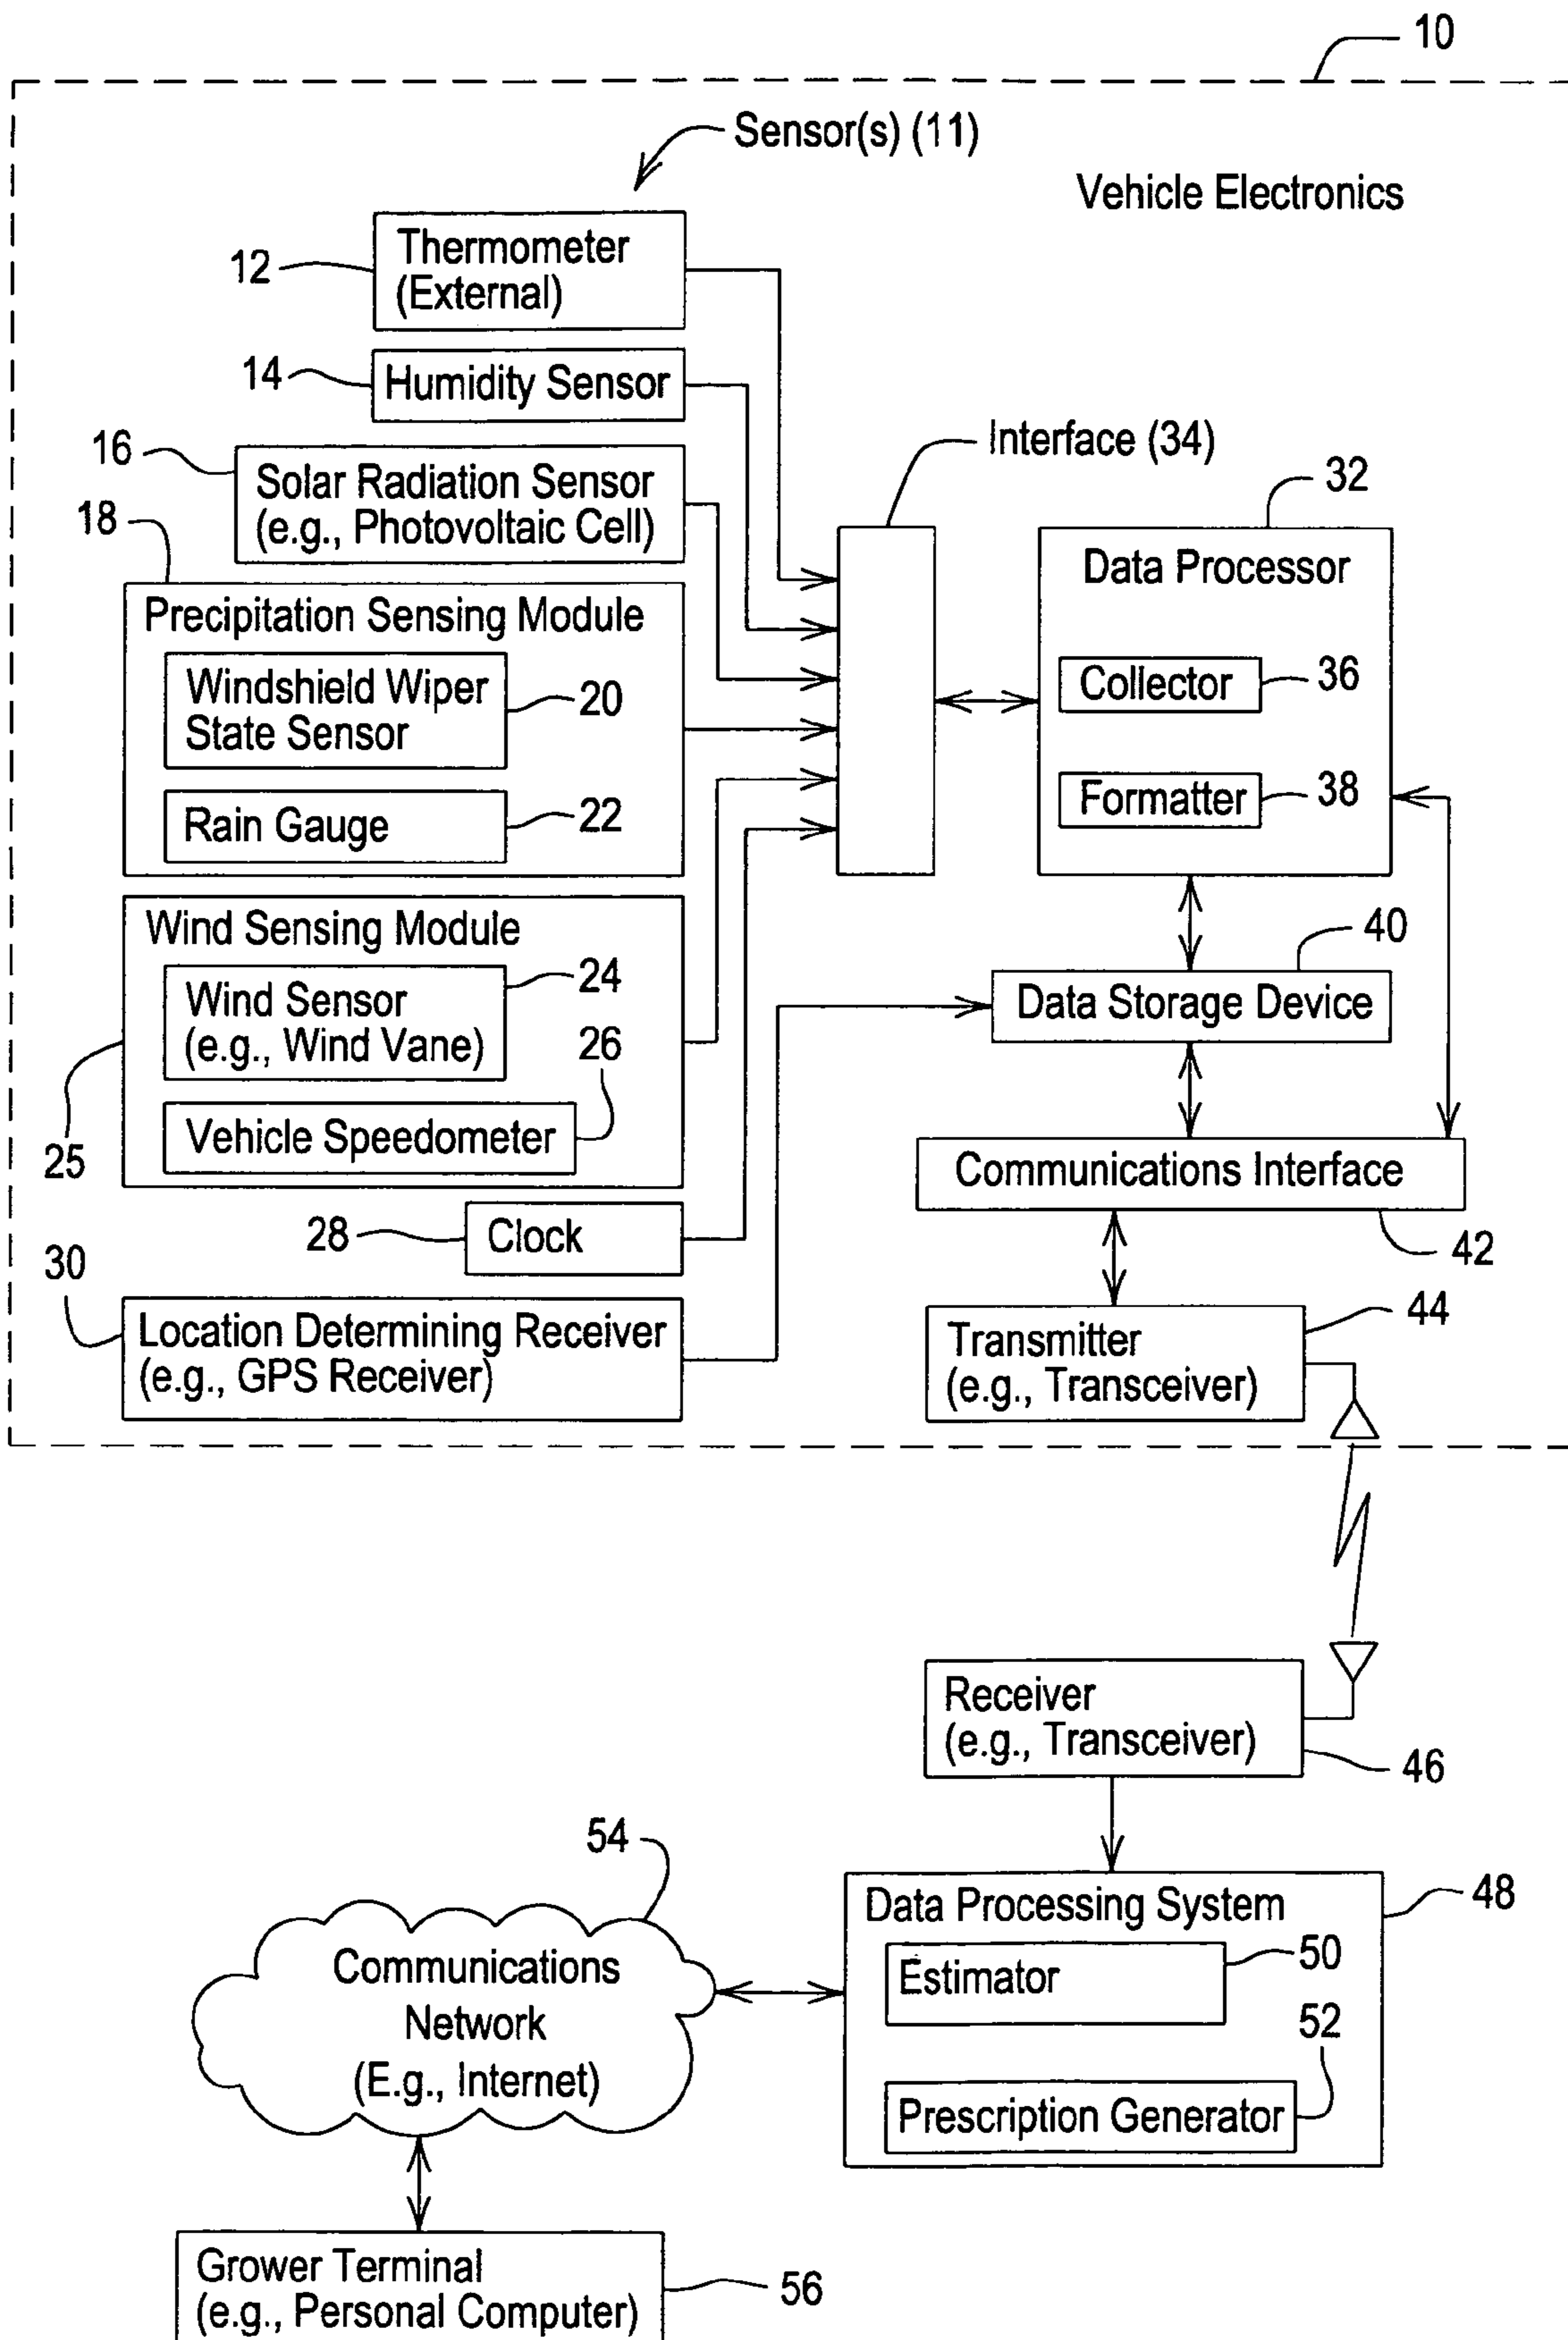 10
Sensor(s) (11)
Vehicle Electronics
12
Thermometer
(External)
14
Humidity Sensor
16
Solar Radiation Sensor
(e.g., Photovoltaic Cell)
Interface (34)
32
18
Precipitation Sensing Module
Windshield Wiper
State Sensor
20
Rain Gauge
22
Data Processor
Collector
36
Formatter
38
Wind Sensing Module
Wind Sensor
(e.g., Wind Vane)
24
26
Vehicle Speedometer
25
40
Data Storage Device
Communications Interface
42
28
Clock
30
Location Determining Receiver
(e.g., GPS Receiver)
44
Transmitter
(e.g., Transceiver)
Receiver
(e.g., Transceiver)
46
54
Communications
Network
(E.g., Internet)
48
Data Processing System
Estimator
50
52
Prescription Generator
Grower Terminal
(e.g., Personal Computer)
56